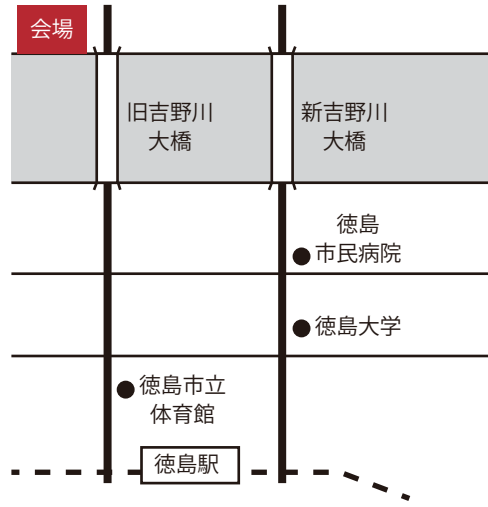 会場
旧吉野川
大橋
新吉野川
大橋
徳島
市民病院
徳島大学
徳島市立
体育館
徳島駅